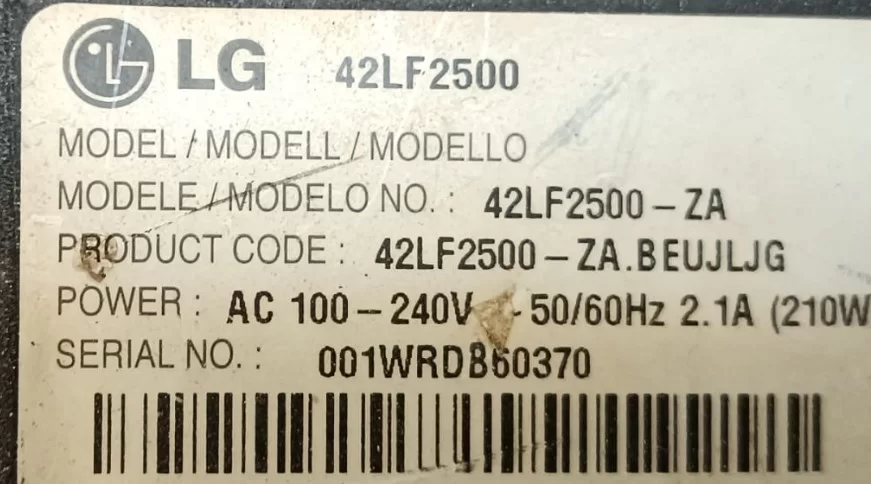 LG 42LF2500
MODEL / MODELL / MODELLO
MODELE / MODELO NO. : 42LF2500 – ZA
PRODUCT CODE : 42LF2500 – ZA.BEUJLJG
POWER : AC 100 – 240V 50/60Hz 2.1A (210W
SERIAL NO. :